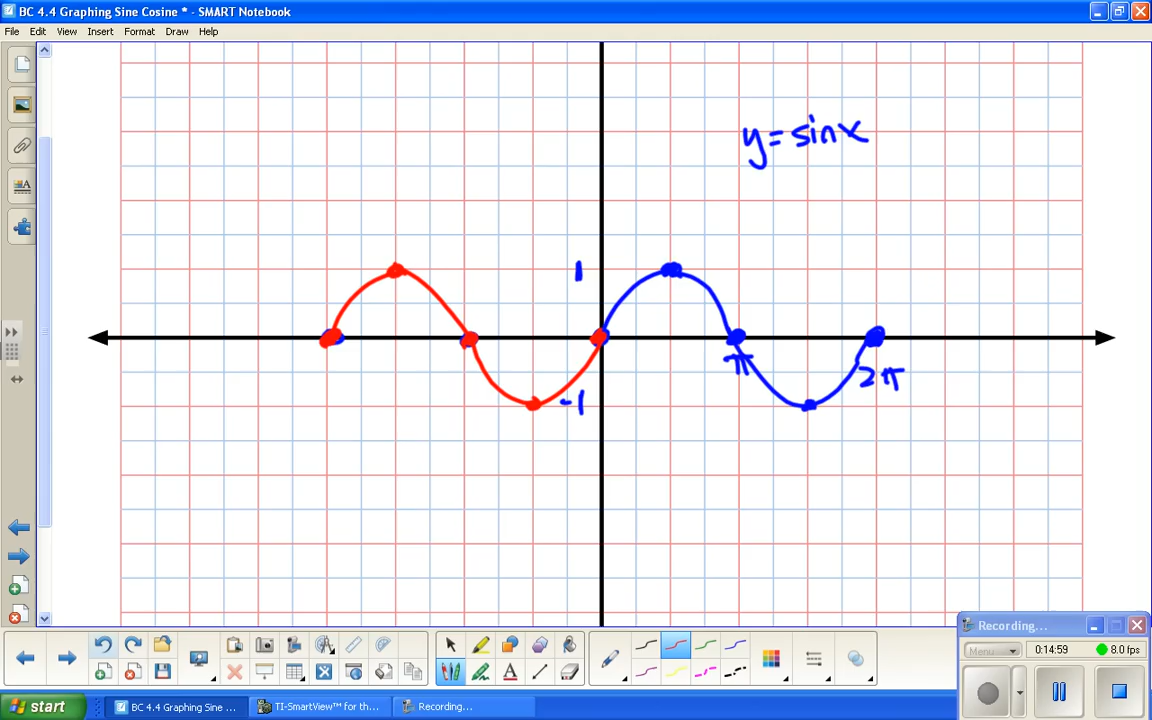 BC 4.4 Graphing Sine Cosine * - SMART Notebook
File Edit View Insert Format Draw Help
y = sin x
1
-1
π
2π
Recording...
Menu
0:14:59
8.0 fps
start
BC 4.4 Graphing Sine ...
TI-SmartView™ for th...
Recording...